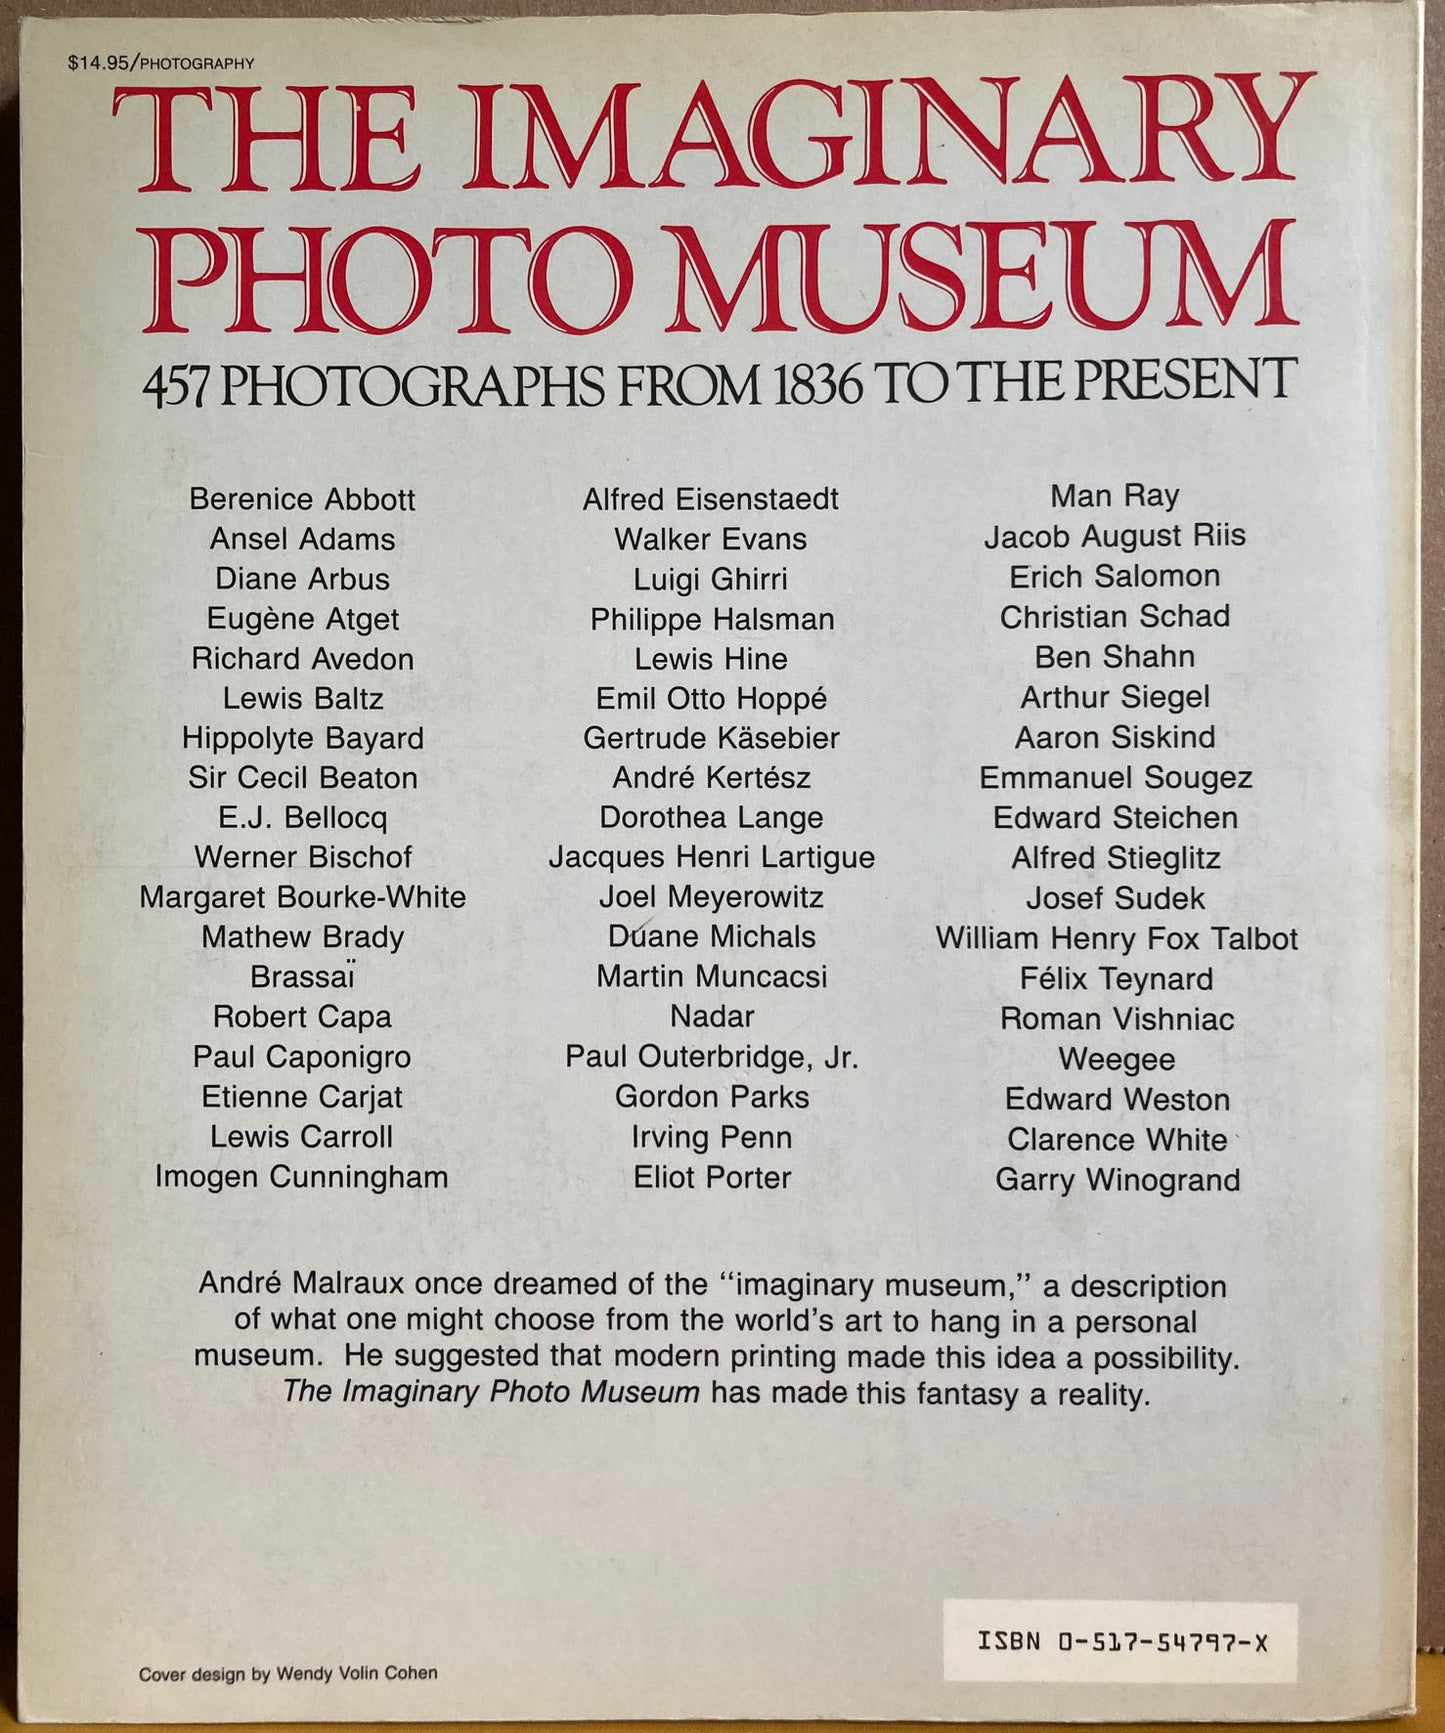 $14.95/PHOTOGRAPHY
THE IMAGINARY
PHOTO MUSEUM
457 PHOTOGRAPHS FROM 1836 TO THE PRESENT
Berenice Abbott
Ansel Adams
Diane Arbus
Eugène Atget
Richard Avedon
Lewis Baltz
Hippolyte Bayard
Sir Cecil Beaton
E.J. Bellocq
Werner Bischof
Margaret Bourke-White
Mathew Brady
Brassaï
Robert Capa
Paul Caponigro
Etienne Carjat
Lewis Carroll
Imogen Cunningham
Alfred Eisenstaedt
Walker Evans
Luigi Ghirri
Philippe Halsman
Lewis Hine
Emil Otto Hoppé
Gertrude Käsebier
André Kertész
Dorothea Lange
Jacques Henri Lartigue
Joel Meyerowitz
Duane Michals
Martin Muncacsi
Nadar
Paul Outerbridge, Jr.
Gordon Parks
Irving Penn
Eliot Porter
Man Ray
Jacob August Riis
Erich Salomon
Christian Schad
Ben Shahn
Arthur Siegel
Aaron Siskind
Emmanuel Sougez
Edward Steichen
Alfred Stieglitz
Josef Sudek
William Henry Fox Talbot
Félix Teynard
Roman Vishniac
Weegee
Edward Weston
Clarence White
Garry Winogrand
André Malraux once dreamed of the “imaginary museum,” a description
of what one might choose from the world's art to hang in a personal
museum. He suggested that modern printing made this idea a possibility.
The Imaginary Photo Museum has made this fantasy a reality.
ISBN 0-517-54797-X
Cover design by Wendy Volin Cohen